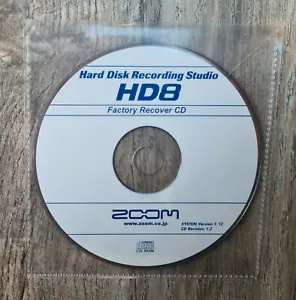 Hard Disk Recording Studio
HD8
Factory Recover CD
ZOOM
www.zoom.co.jp
SYSTEM Version 1.12
CD Revision 1.2